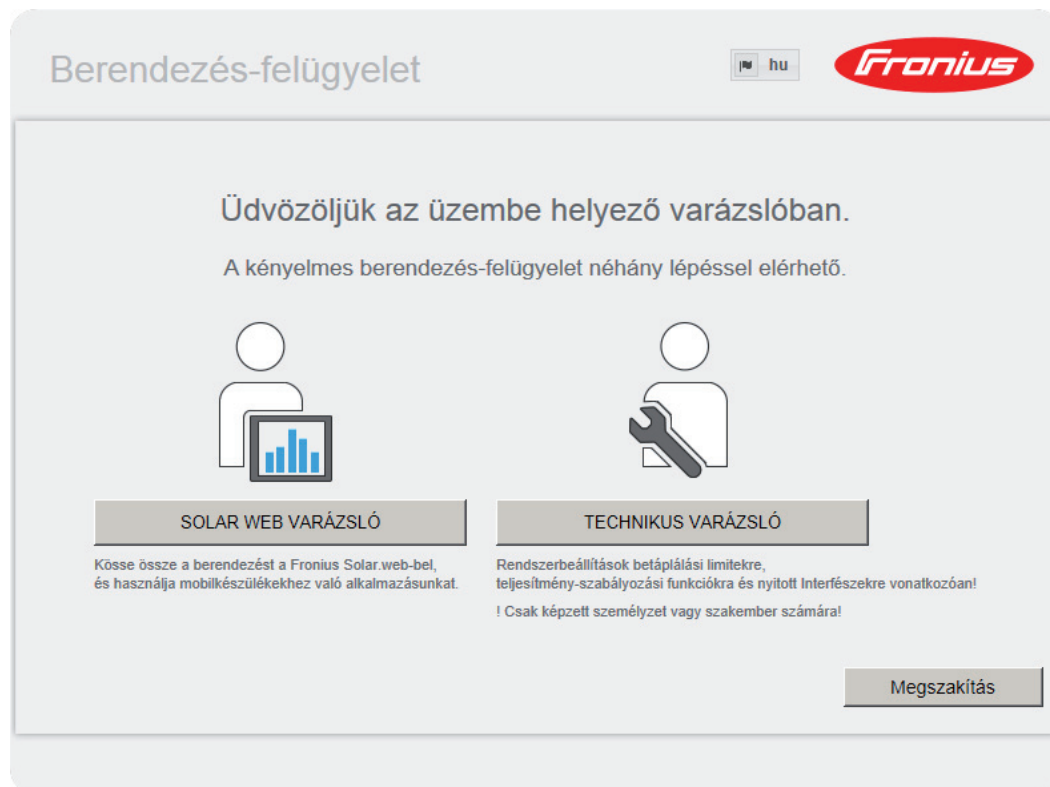 Berendezés-felügyelet
hu
Fronius
Üdvözöljük az üzembe helyező varázslóban.
A kényelmes berendezés-felügyelet néhány lépéssel elérhető.
SOLAR WEB VARÁZSLÓ
Kösse össze a berendezést a Fronius Solar.web-bel,
és használja mobilkészülékekhez való alkalmazásunkat.
TECHNIKUS VARÁZSLÓ
Rendszerbeállítások betáplálási limitekre,
teljesítmény-szabályozási funkciókra és nyitott Interfészekre vonatkozóan!
! Csak képzett személyzet vagy szakember számára!
Megszakítás